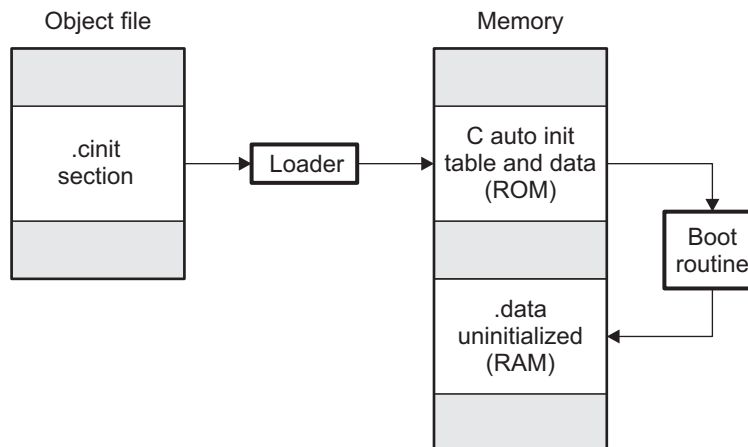 Object file
Memory
.cinit
section
Loader
C auto init
table and data
(ROM)
Boot
routine
.data
uninitialized
(RAM)